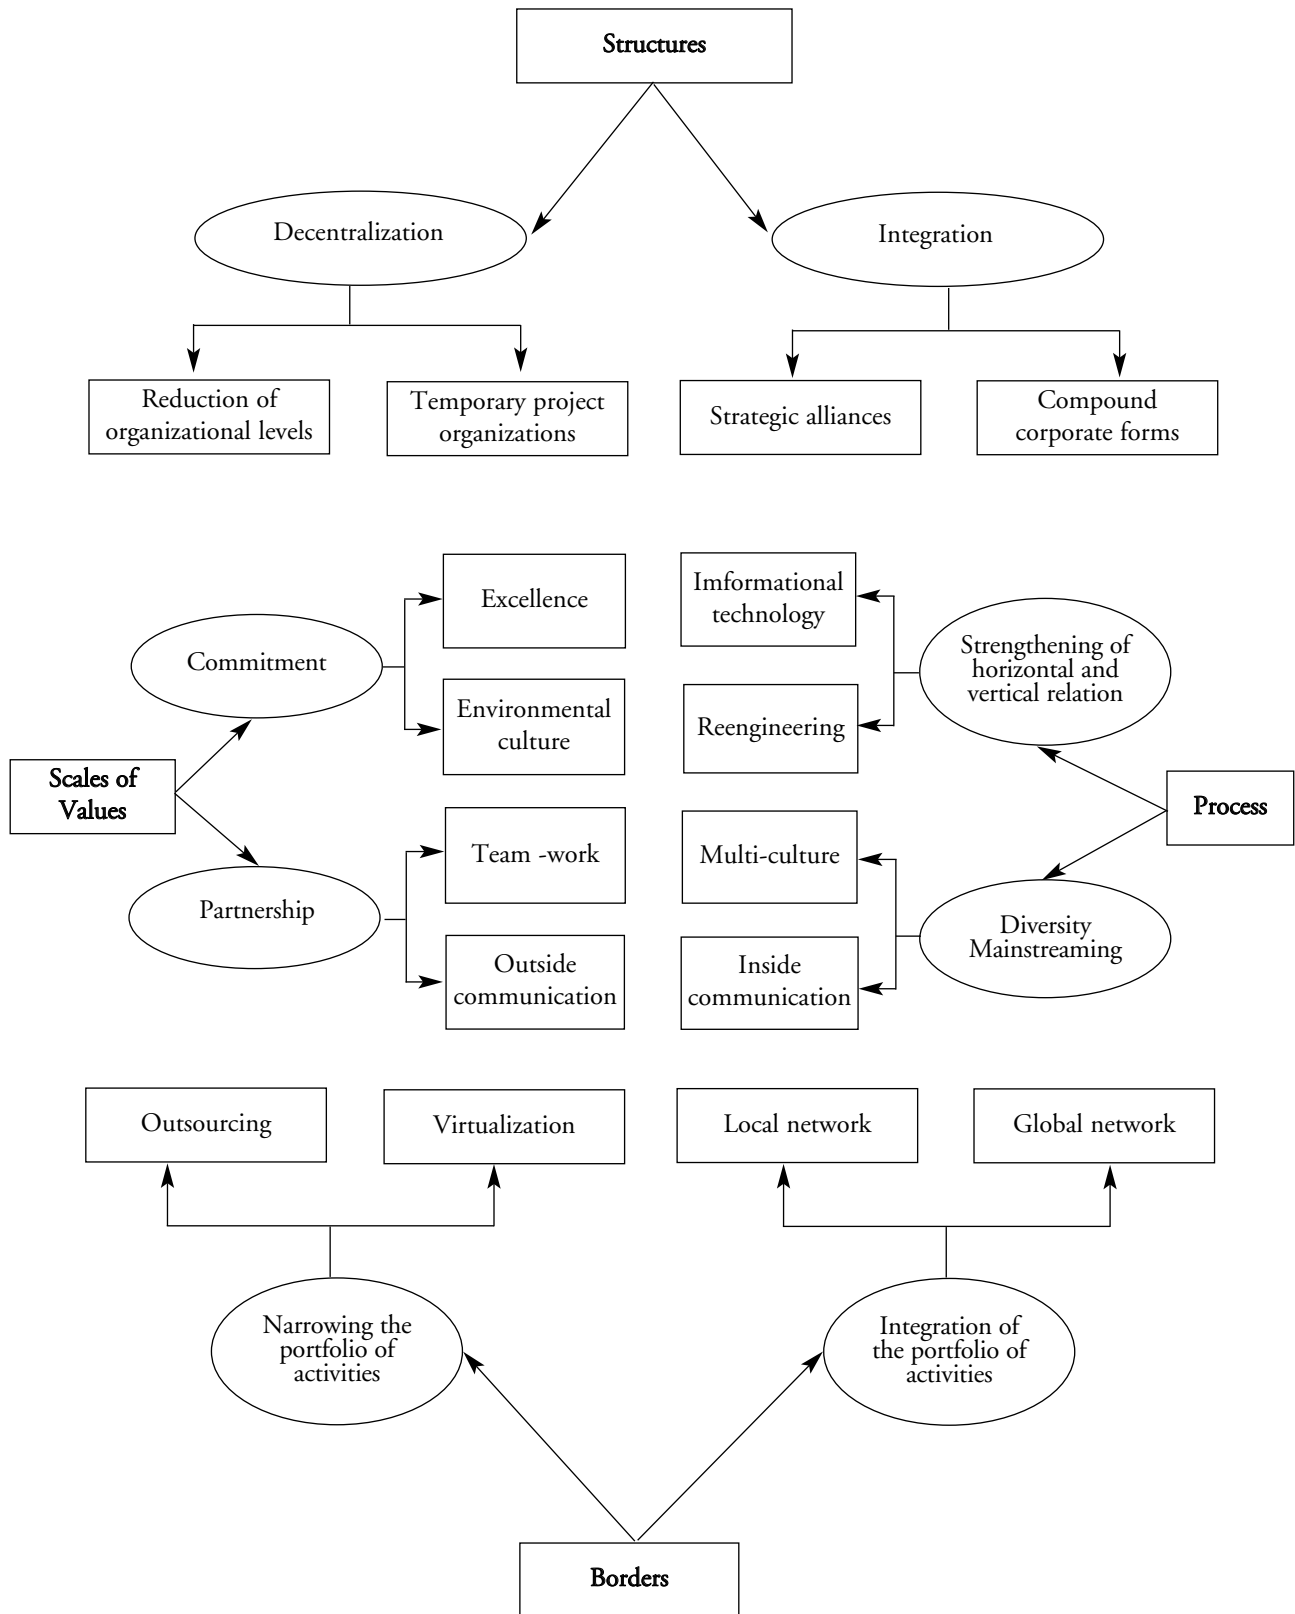 Structures
Decentralization
Integration
Reduction of
organizational levels
Temporary project
organizations
Strategic alliances
Compound
corporate forms
Excellence
Imformational
technology
Commitment
Strengthening of
horizontal and
vertical relation
Environmental
culture
Reengineering
Scales of
Values
Process
Team -work
Multi-culture
Partnership
Diversity
Mainstreaming
Outside
communication
Inside
communication
Outsourcing
Virtualization
Local network
Global network
Narrowing the
portfolio of
activities
Integration of
the portfolio of
activities
Borders